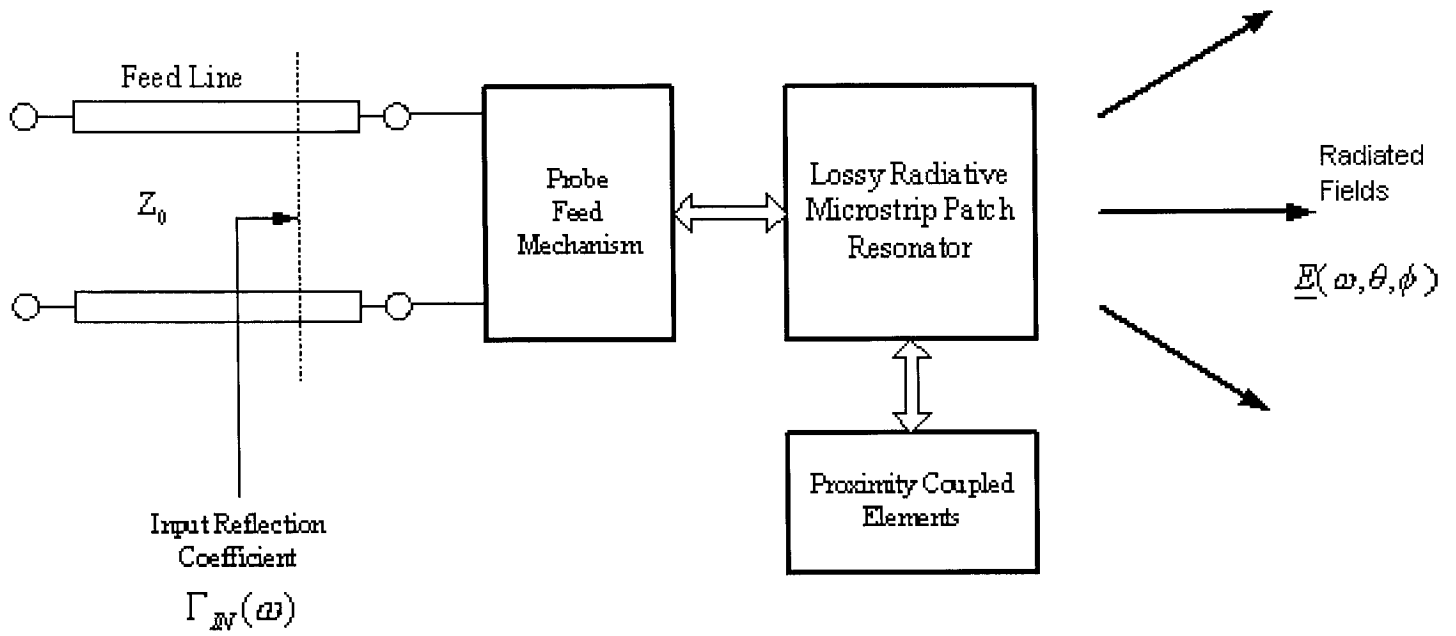 Feed Line
Z₀
Probe
Feed
Mechanism
Lossy Radiative
Microstrip Patch
Resonator
Radiated
Fields
E(ω,θ,ϕ)
Proximity Coupled
Elements
Input Reflection
Coefficient
Γ_IN(ω)